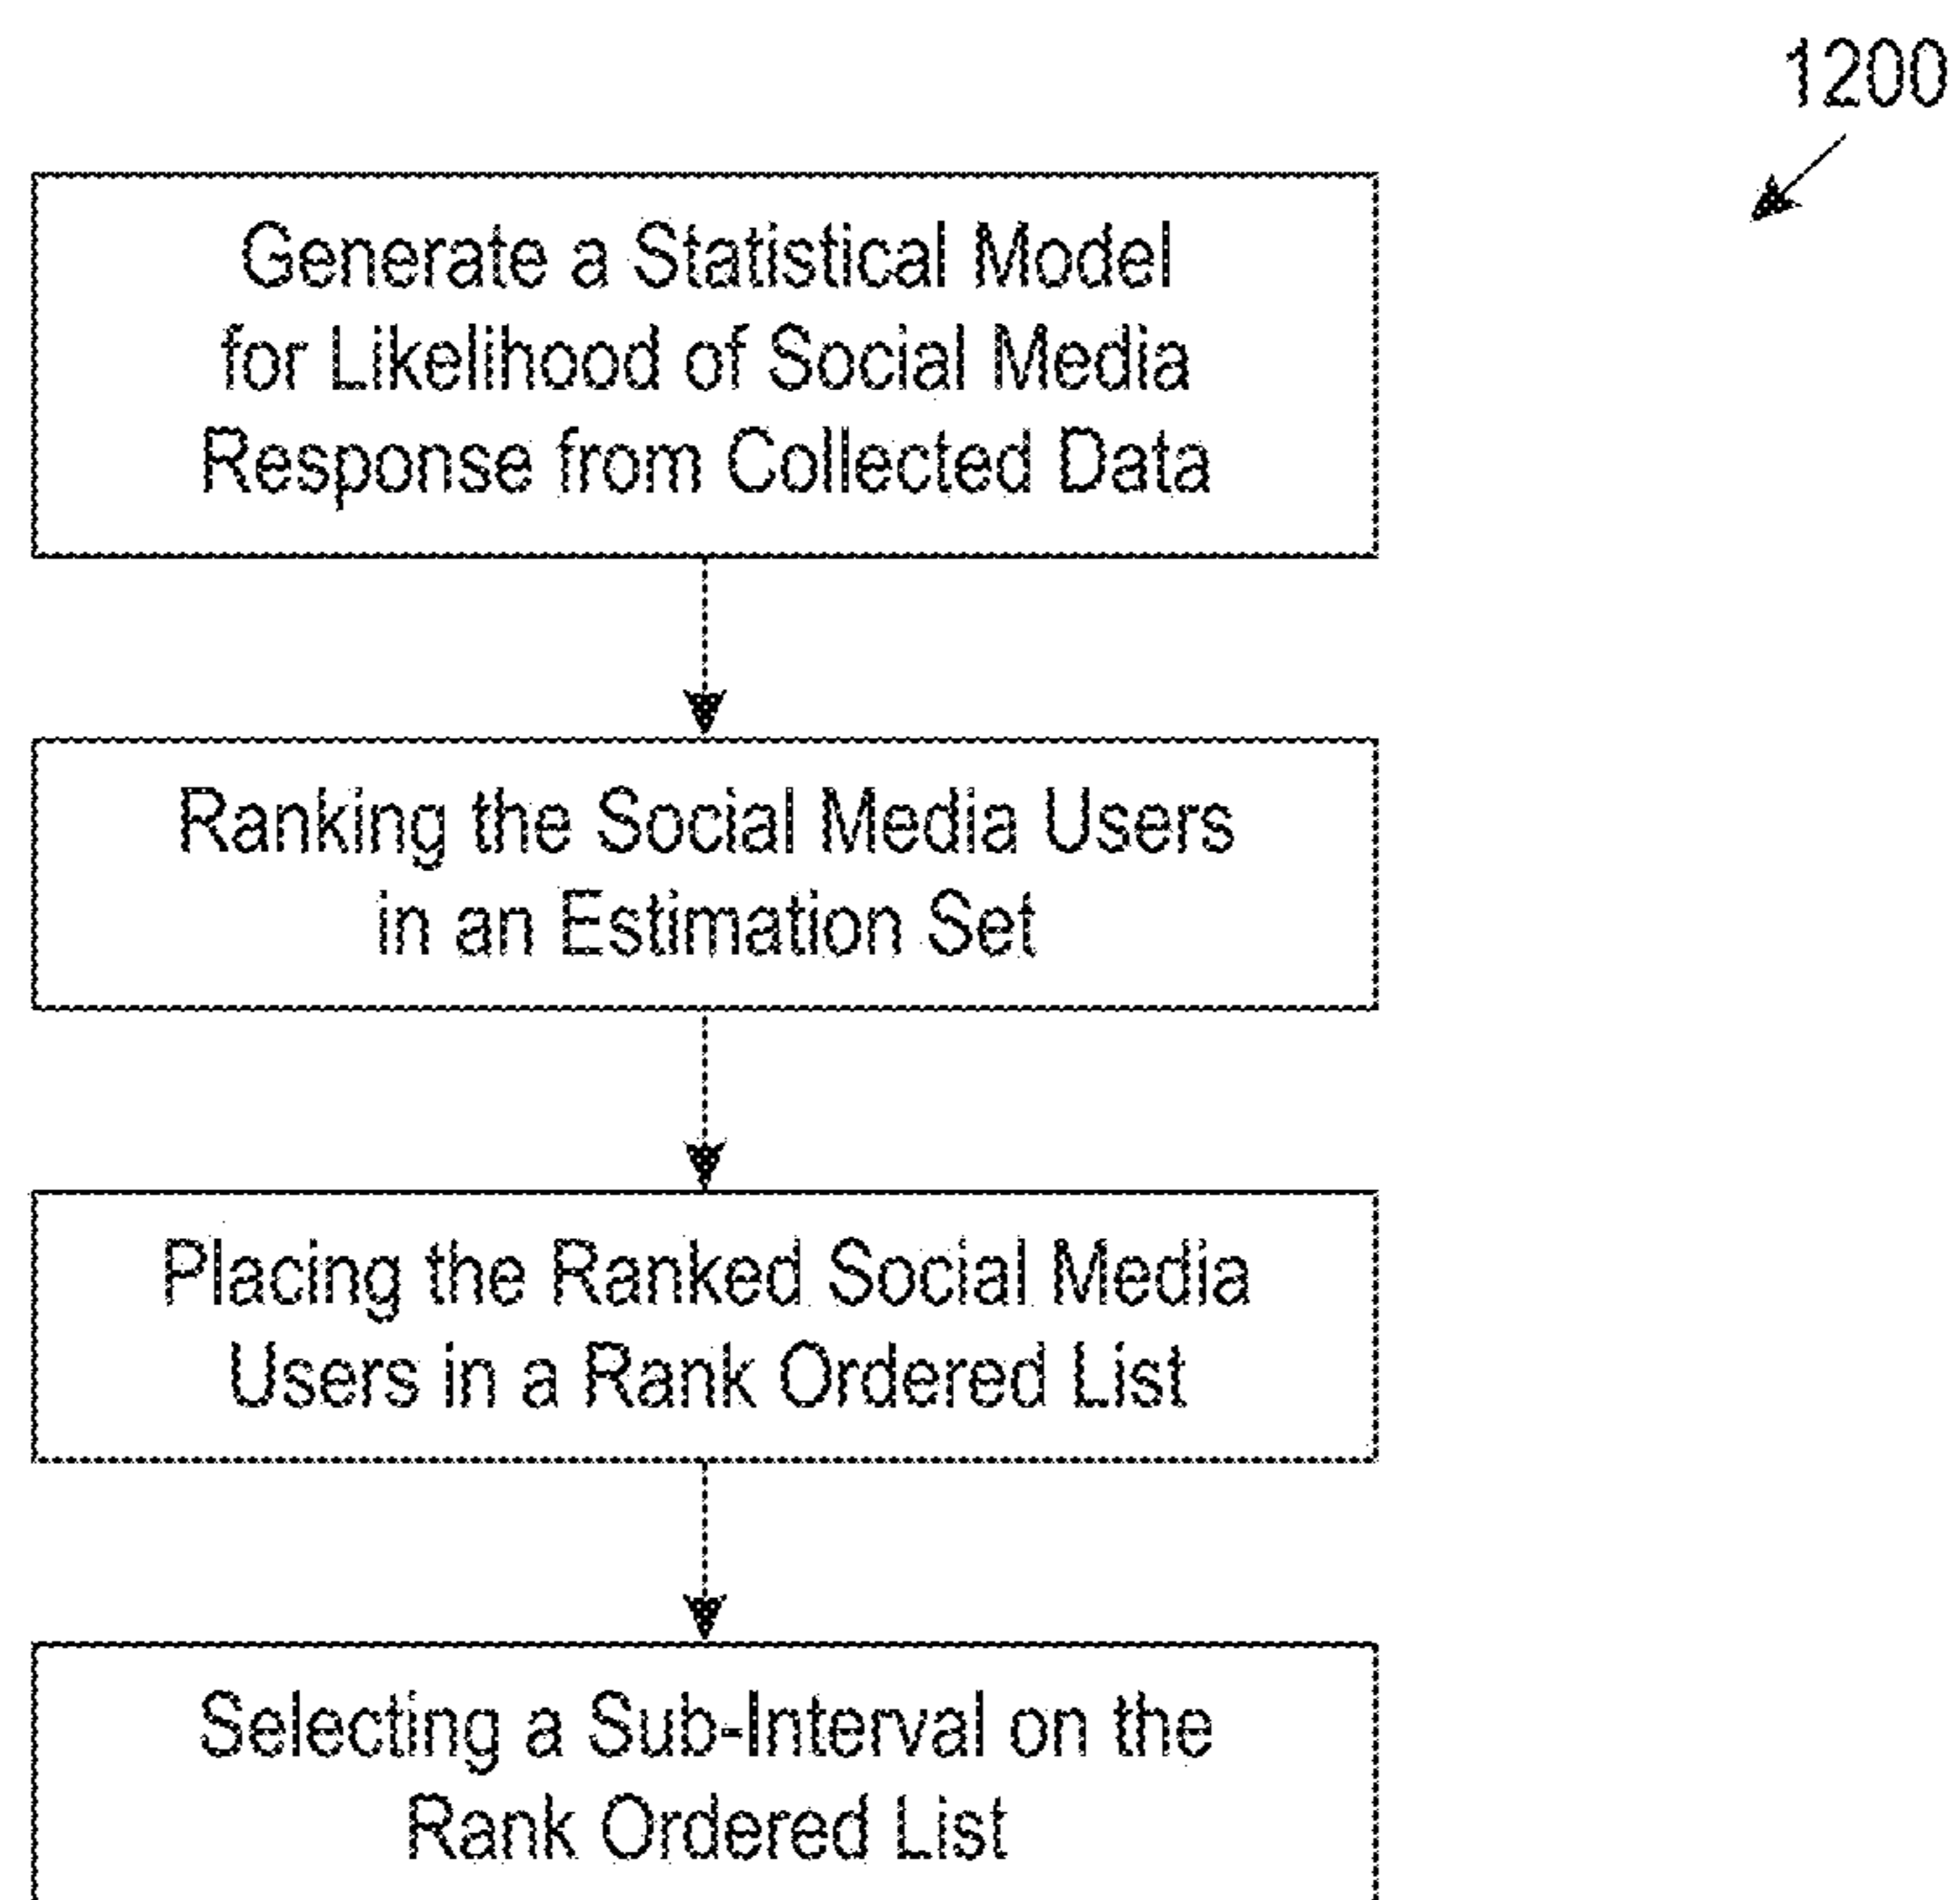 1200
Generate a Statistical Model
for Likelihood of Social Media
Response from Collected Data
Ranking the Social Media Users
in an Estimation Set
Placing the Ranked Social Media
Users in a Rank Ordered List
Selecting a Sub-Interval on the
Rank Ordered List